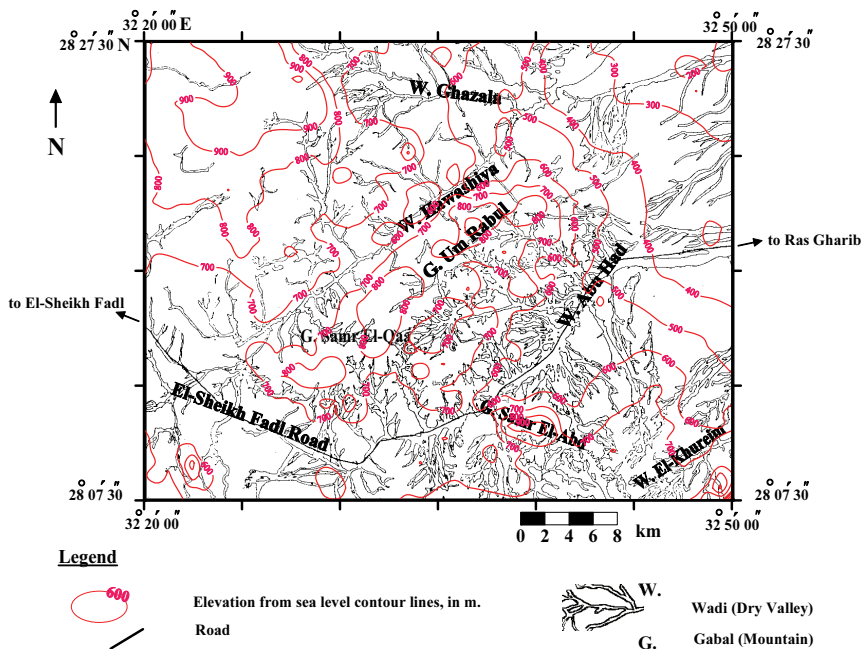 32° 20′ 00″ E
32° 50′ 00″
28° 27′ 30″ N
28° 27′ 30″
N
W. Ghazala
W. Hawashiya
G. Um Rabul
W. Abu Had
to Ras Gharib
to El-Sheikh Fadl
G. Samr El-Qaa
El-Sheikh Fadl Road
G. Samr El-Abd
W. El-Khureim
900
800
700
600
500
400
300
200
28° 07′ 30″
28° 07′ 30″
32° 20′ 00″
32° 50′ 00″
0 2 4 6 8 km
Legend
600
Elevation from sea level contour lines, in m.
Road
W.
Wadi (Dry Valley)
G.
Gabal (Mountain)